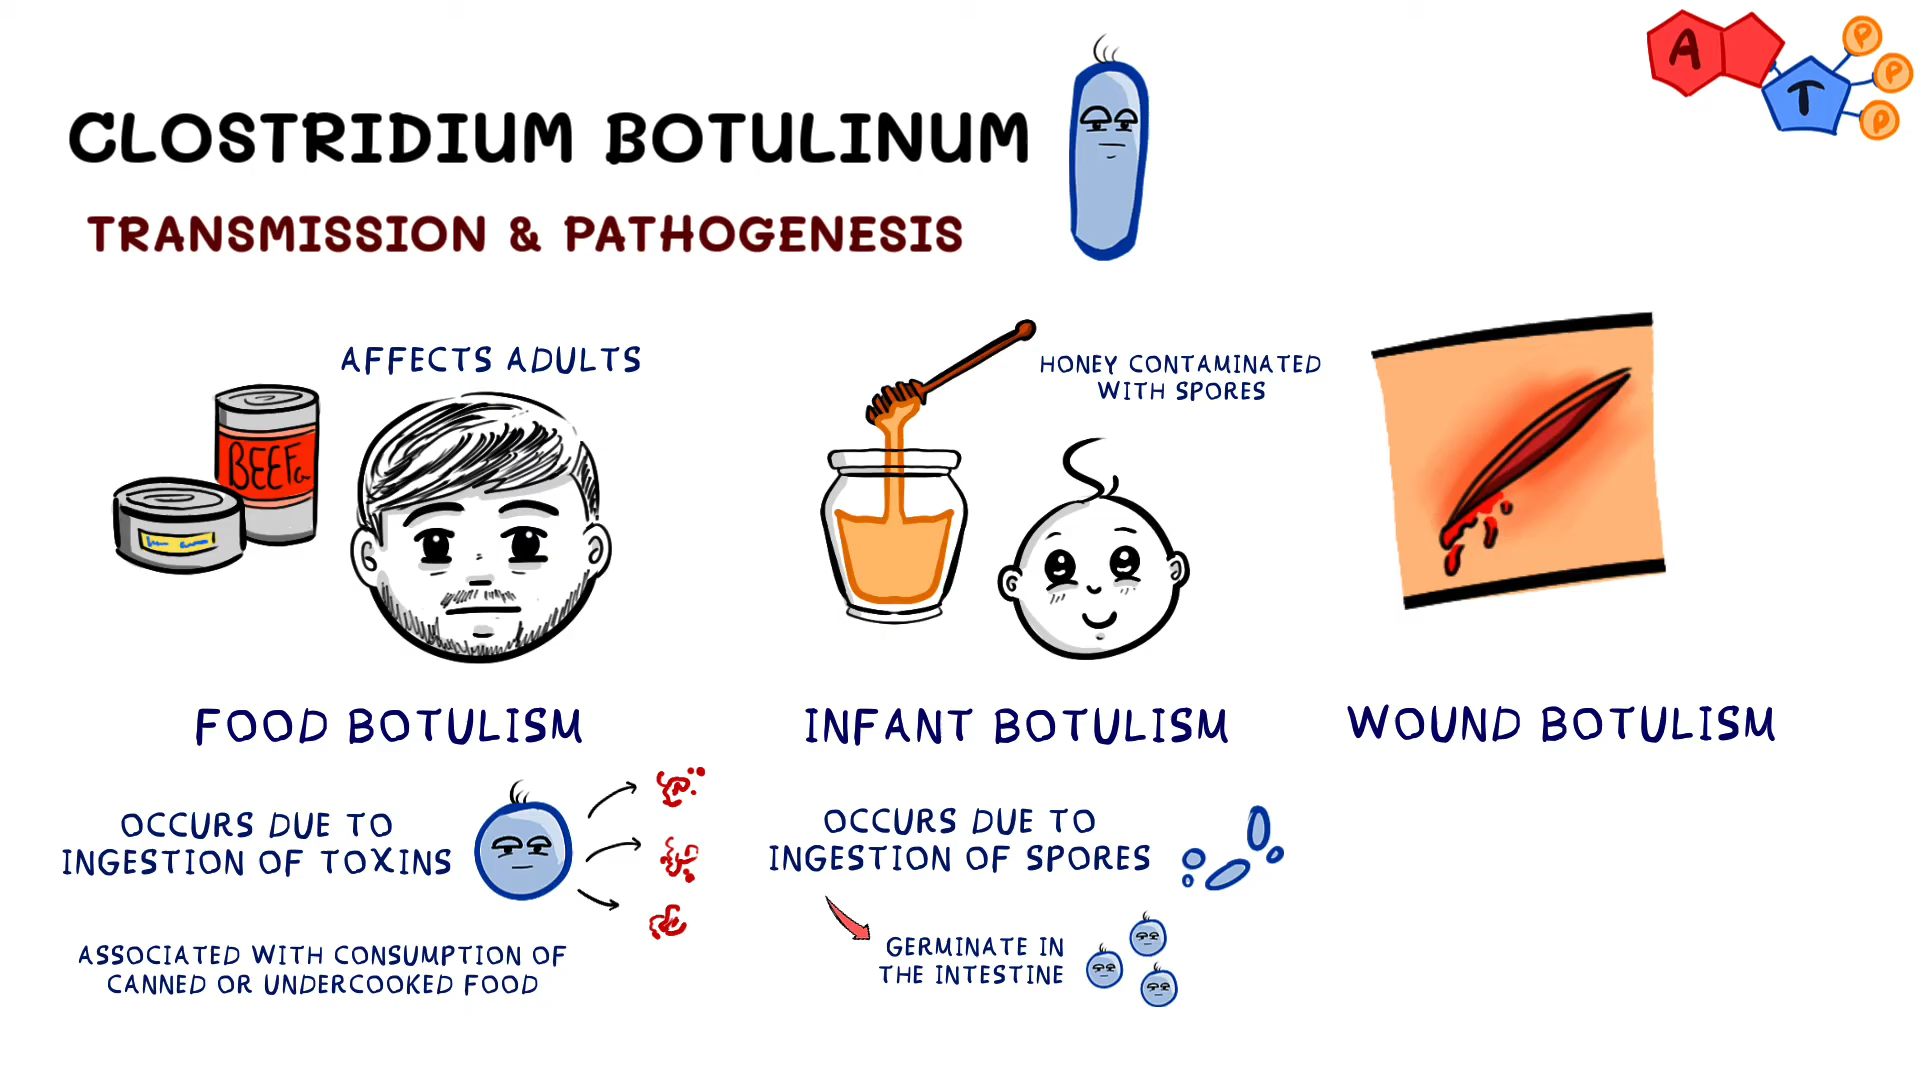 CLOSTRIDIUM BOTULINUM
TRANSMISSION & PATHOGENESIS
A
T
P
P
P
AFFECTS ADULTS
BEEF
FOOD BOTULISM
OCCURS DUE TO
INGESTION OF TOXINS
ASSOCIATED WITH CONSUMPTION OF
CANNED OR UNDERCOOKED FOOD
HONEY CONTAMINATED
WITH SPORES
INFANT BOTULISM
OCCURS DUE TO
INGESTION OF SPORES
GERMINATE IN
THE INTESTINE
WOUND BOTULISM